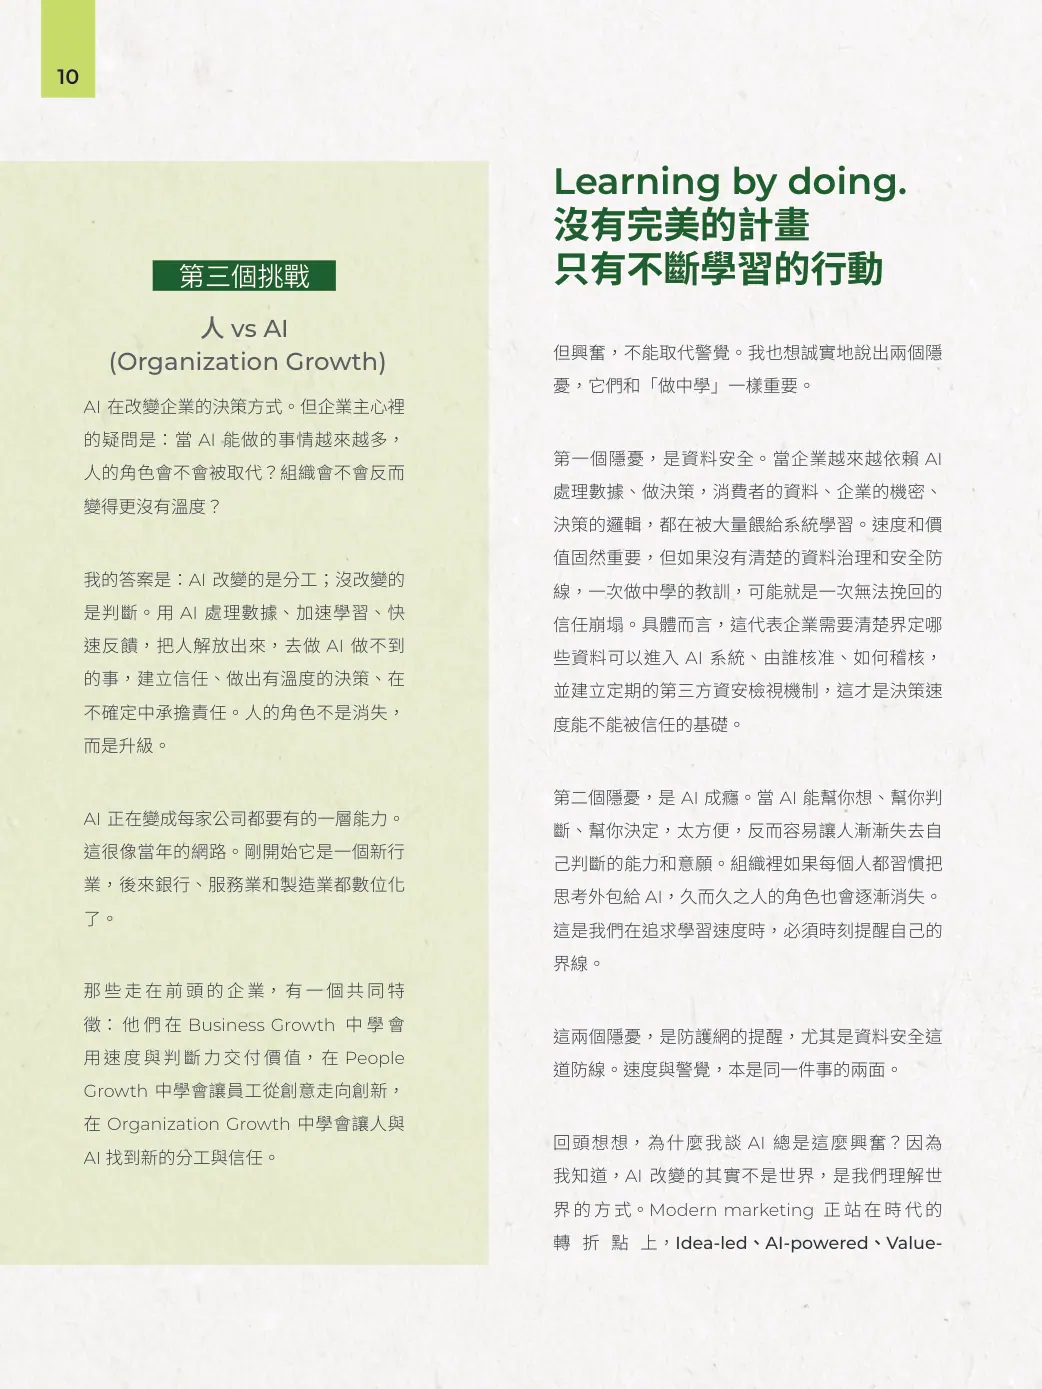 10
第三個挑戰
人 vs AI
(Organization Growth)
AI 在改變企業的決策方式。但企業主心裡
的疑問是：當 AI 能做的事情越來越多，
人的角色會不會被取代？組織會不會反而
變得更沒有溫度？
我的答案是：AI 改變的是分工；沒改變的
是判斷。用 AI 處理數據、加速學習、快
速反饋，把人解放出來，去做 AI 做不到
的事，建立信任、做出有溫度的決策、在
不確定中承擔責任。人的角色不是消失，
而是升級。
AI 正在變成每家公司都要有的一層能力。
這很像當年的網路。剛開始它是一個新行
業，後來銀行、服務業和製造業都數位化
了。
那些走在前頭的企業，有一個共同特
徵：他們在 Business Growth 中學會
用速度與判斷力交付價值，在 People
Growth 中學會讓員工從創意走向創新，
在 Organization Growth 中學會讓人與
AI 找到新的分工與信任。
Learning by doing.
沒有完美的計畫
只有不斷學習的行動
但興奮，不能取代警覺。我也想誠實地說出兩個隱
憂，它們和「做中學」一樣重要。
第一個隱憂，是資料安全。當企業越來越依賴 AI
處理數據、做決策，消費者的資料、企業的機密、
決策的邏輯，都在被大量餵給系統學習。速度和價
值固然重要，但如果沒有清楚的資料治理和安全防
線，一次做中學的教訓，可能就是一次無法挽回的
信任崩塌。具體而言，這代表企業需要清楚界定哪
些資料可以進入 AI 系統、由誰核准、如何稽核，
並建立定期的第三方資安檢視機制，這才是決策速
度能不能被信任的基礎。
第二個隱憂，是 AI 成癮。當 AI 能幫你想、幫你判
斷、幫你決定，太方便，反而容易讓人漸漸失去自
己判斷的能力和意願。組織裡如果每個人都習慣把
思考外包給 AI，久而久之人的角色也會逐漸消失。
這是我們在追求學習速度時，必須時刻提醒自己的
界線。
這兩個隱憂，是防護網的提醒，尤其是資料安全這
道防線。速度與警覺，本是同一件事的兩面。
回頭想想，為什麼我談 AI 總是這麼興奮？因為
我知道，AI 改變的其實不是世界，是我們理解世
界的方式。Modern marketing 正站在時代的
轉折點上，Idea-led、AI-powered、Value-